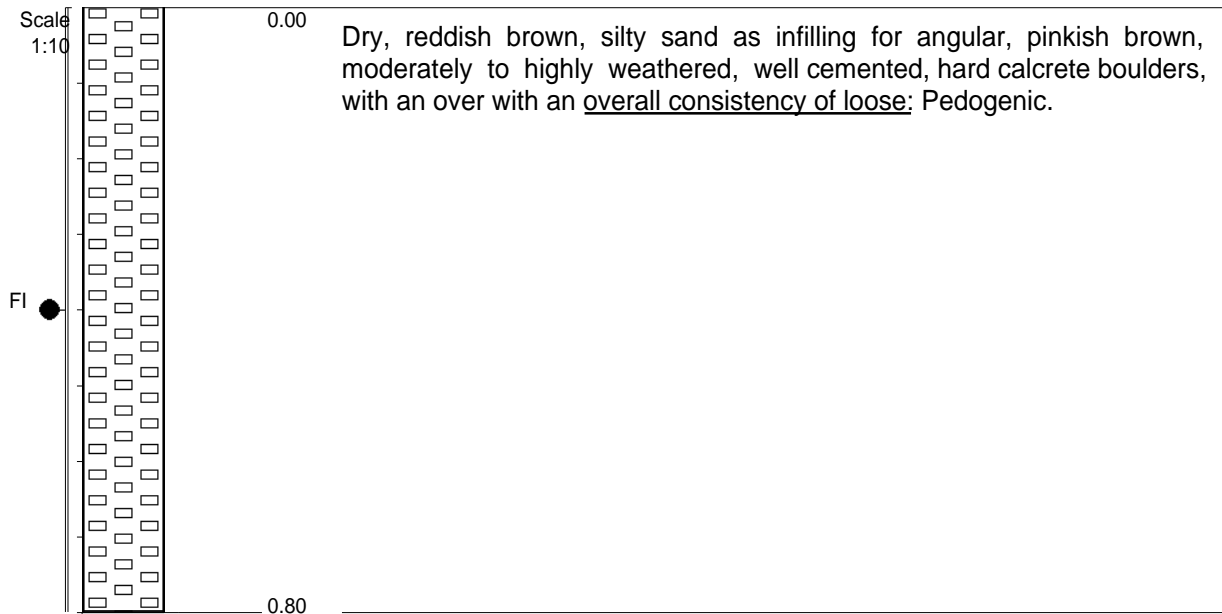 Scale
1:10
0.00
Dry, reddish brown, silty sand as infilling for angular, pinkish brown,
moderately to highly weathered, well cemented, hard calcrete boulders,
with an over with an overall consistency of loose: Pedogenic.
FI
0.80